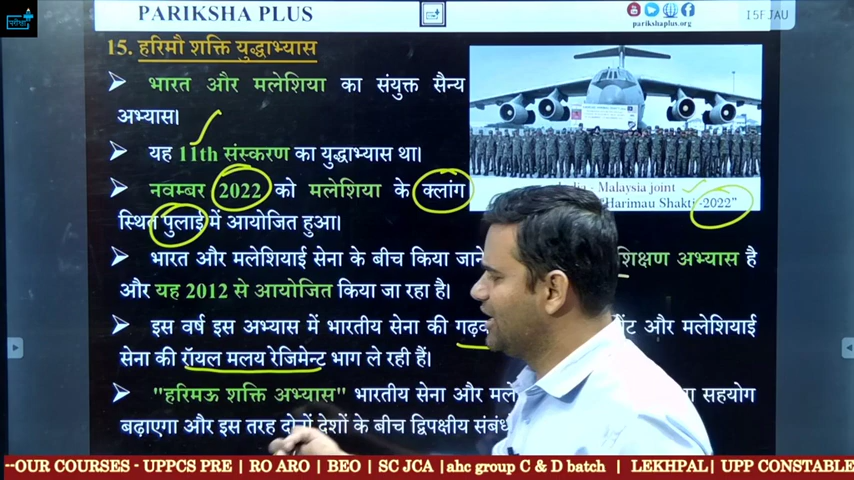 परीक्षा
PARIKSHA PLUS
parikshaplus.org
I5FJAU
15. हरिमौ शक्ति युद्धाभ्यास
भारत और मलेशिया का संयुक्त सैन्य
अभ्यास।
यह 11th संस्करण का युद्धाभ्यास था।
नवम्बर 2022 को मलेशिया के क्लांग
स्थित पुलाई में आयोजित हुआ।
- Malaysia joint
"Harimau Shakti -2022"
भारत और मलेशियाई सेना के बीच किया जाने शिक्षण अभ्यास है
और यह 2012 से आयोजित किया जा रहा है।
इस वर्ष इस अभ्यास में भारतीय सेना की और मलेशियाई
सेना की रॉयल मलय रेजिमेन्ट भाग ले रही हैं।
"हरिमऊ शक्ति अभ्यास" भारतीय सेना और सहयोग
बढ़ाएगा और इस तरह दोनों देशों के बीच द्विपक्षीय
--OUR COURSES - UPPCS PRE | RO ARO | BEO | SC JCA |ahc group C & D batch | LEKHPAL| UPP CONSTABLE